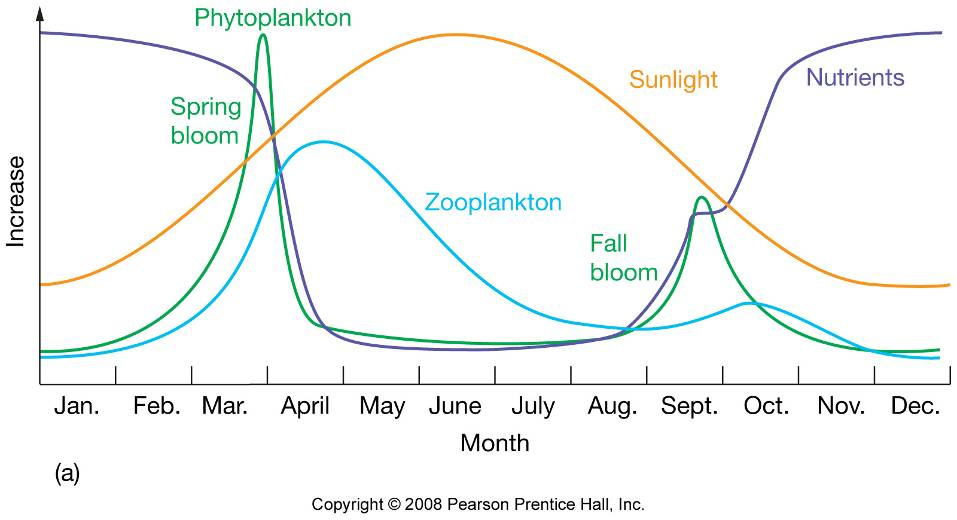 Phytoplankton
Sunlight
Nutrients
Spring
bloom
Zooplankton
Fall
bloom
Increase
Jan. Feb. Mar. April May June July Aug. Sept. Oct. Nov. Dec.
Month
(a)
Copyright © 2008 Pearson Prentice Hall, Inc.